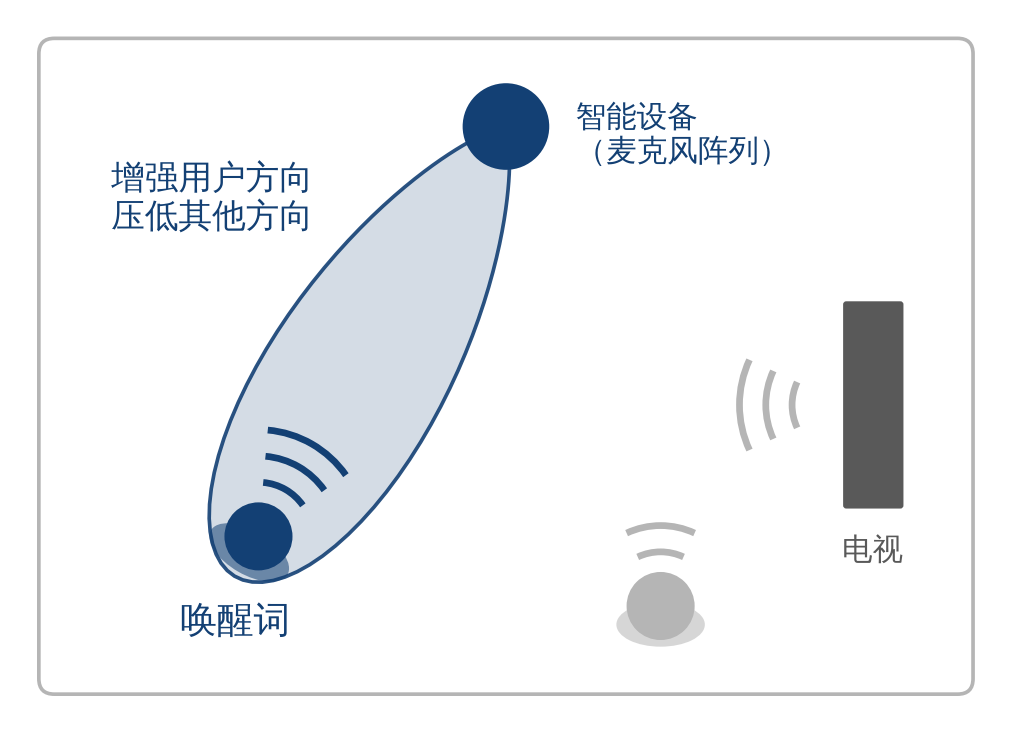 智能设备
（麦克风阵列）
增强用户方向
压低其他方向
电视
唤醒词